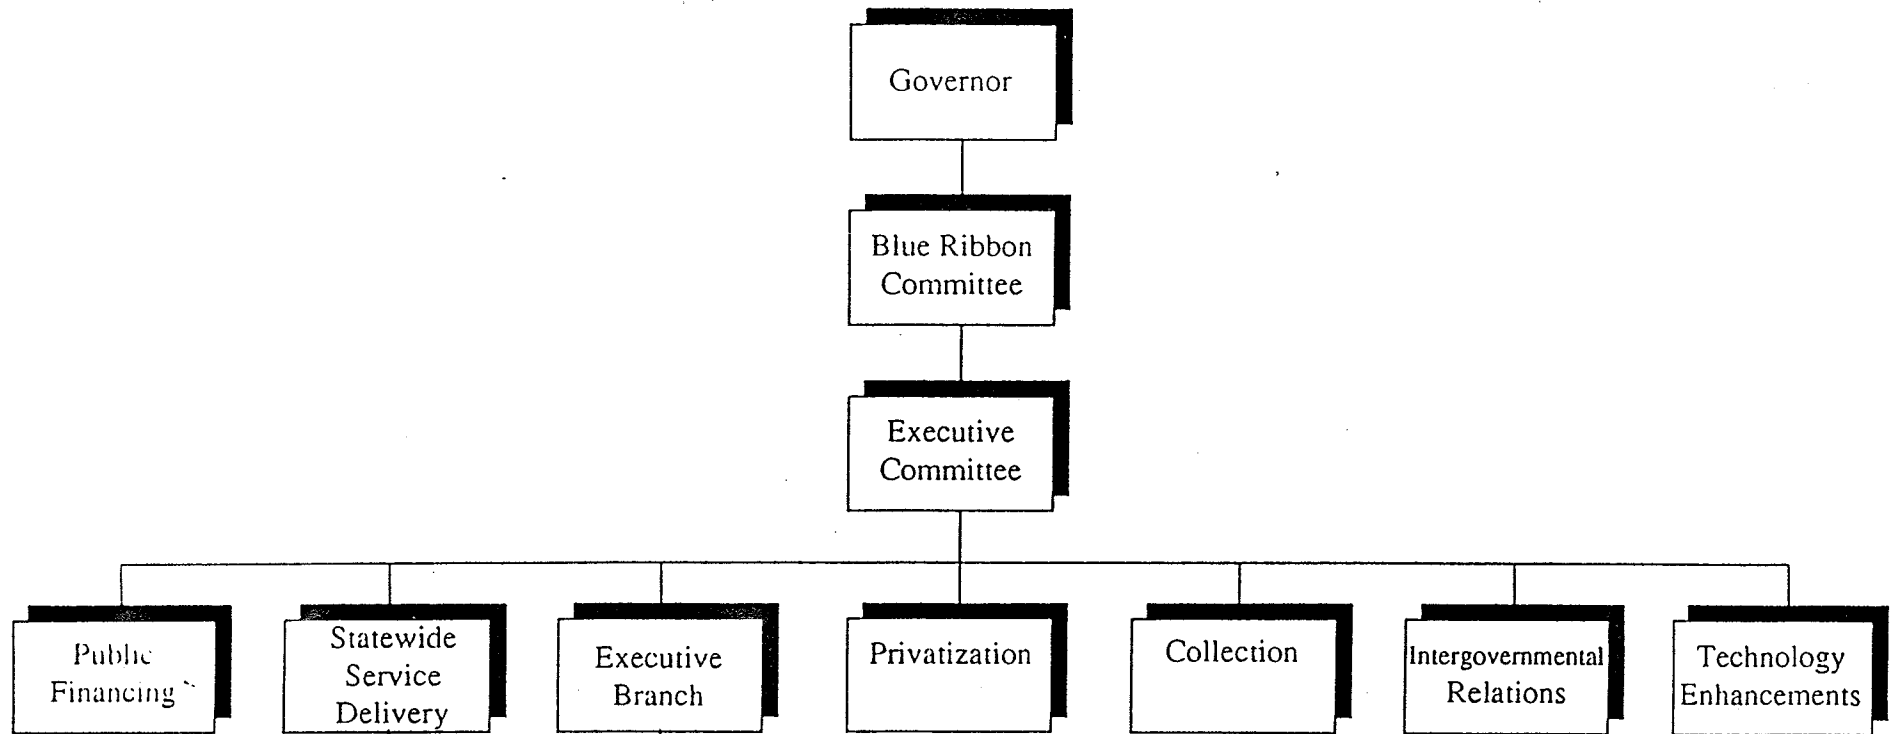 Governor
Blue Ribbon
Committee
Executive
Committee
Public
Financing
Statewide
Service
Delivery
Executive
Branch
Privatization
Collection
Intergovernmental
Relations
Technology
Enhancements